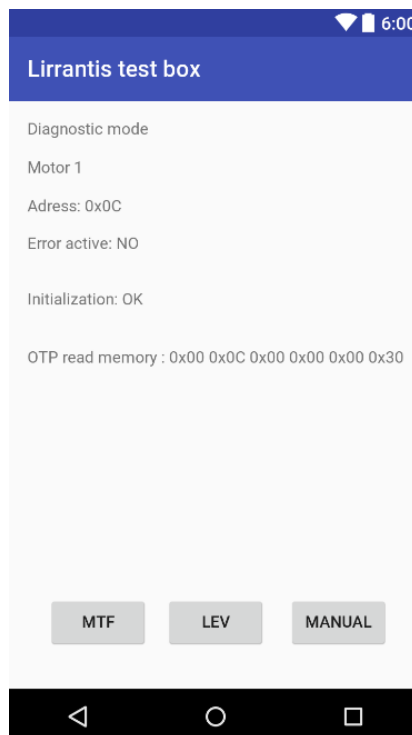 6:00
Lirrantis test box
Diagnostic mode
Motor 1
Adress: 0x0C
Error active: NO
Initialization: OK
OTP read memory : 0x00 0x0C 0x00 0x00 0x00 0x30
MTF LEV MANUAL